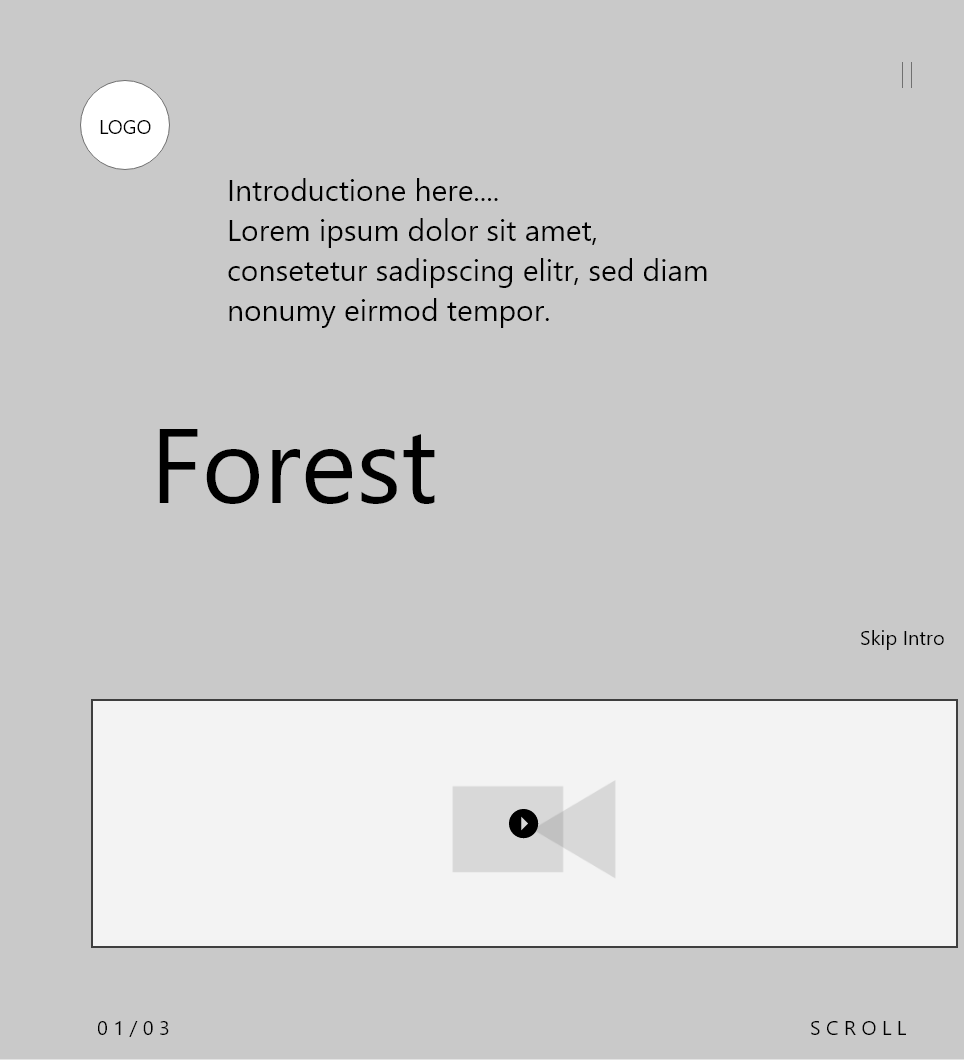 LOGO
Introductione here....
Lorem ipsum dolor sit amet,
consetetur sadipscing elitr, sed diam
nonumy eirmod tempor.
Forest
Skip Intro
01/03
SCROLL